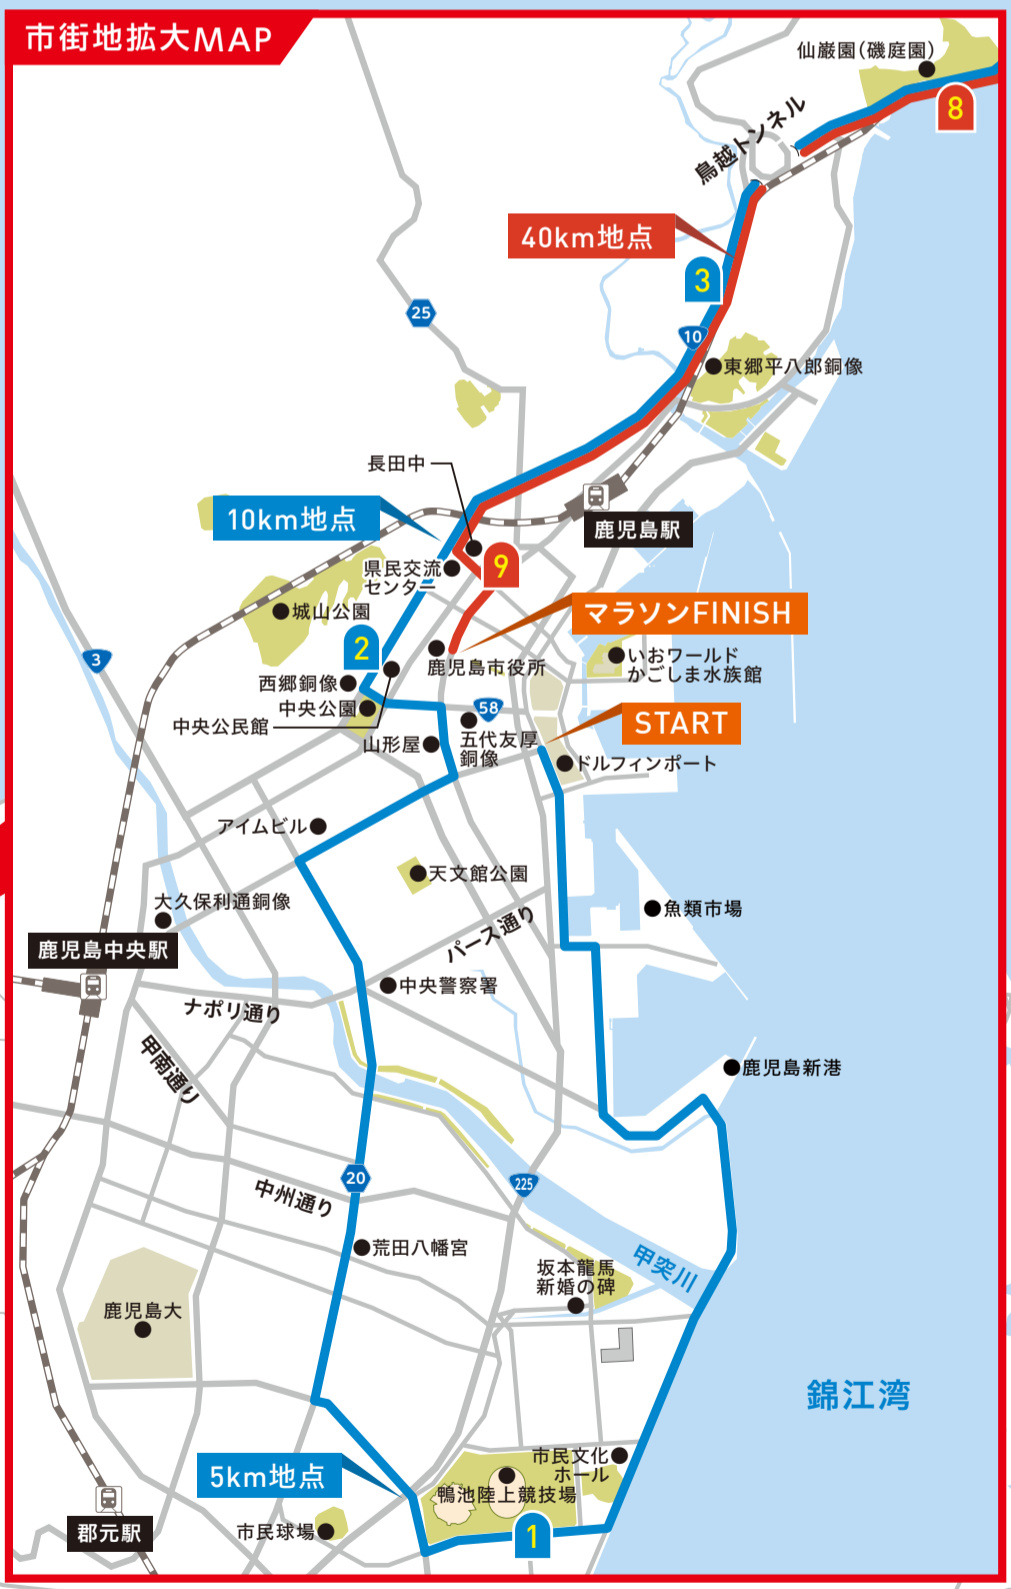 市街地拡大MAP
仙巌園(磯庭園)
8
鳥越トンネル
40km地点
3
25
10
東郷平八郎銅像
長田中
10km地点
鹿児島駅
県民交流
センター
9
城山公園
マラソンFINISH
2
3
鹿児島市役所
いおワールド
かごしま水族館
西郷銅像
中央公園
58
中央公民館
START
山形屋
五代友厚
銅像
ドルフィンポート
アイムビル
天文館公園
大久保利通銅像
魚類市場
パース通り
鹿児島中央駅
中央警察署
ナポリ通り
甲南通り
鹿児島新港
20
225
中州通り
荒田八幡宮
甲突川
坂本龍馬
新婚の碑
鹿児島大
錦江湾
5km地点
市民文化
ホール
鴨池陸上競技場
市民球場
1
郡元駅